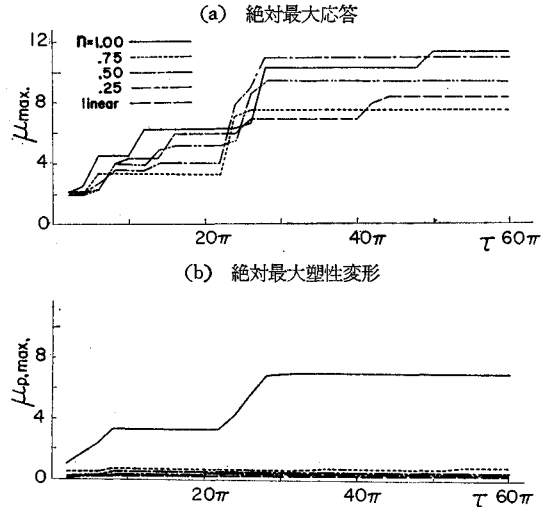 (a) 絶対最大応答
12
8
4
0
μmax.
n=1.00
.75
.50
.25
linear
20π
40π
τ 60π
(b) 絶対最大塑性変形
8
4
0
μp,max.
20π
40π
τ 60π